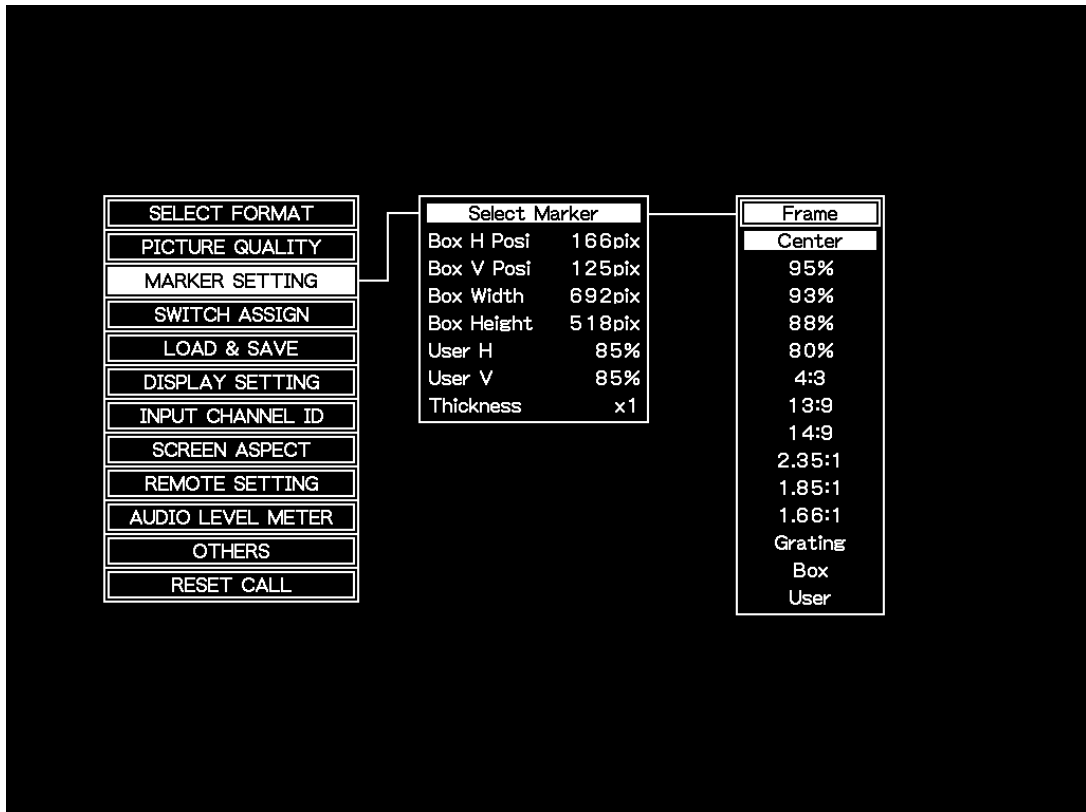 SELECT FORMAT
PICTURE QUALITY
MARKER SETTING
SWITCH ASSIGN
LOAD & SAVE
DISPLAY SETTING
INPUT CHANNEL ID
SCREEN ASPECT
REMOTE SETTING
AUDIO LEVEL METER
OTHERS
RESET CALL
Select Marker
Box H Posi 166pix
Box V Posi 125pix
Box Width 692pix
Box Height 518pix
User H 85%
User V 85%
Thickness x1
Frame
Center
95%
93%
88%
80%
4:3
13:9
14:9
2.35:1
1.85:1
1.66:1
Grating
Box
User